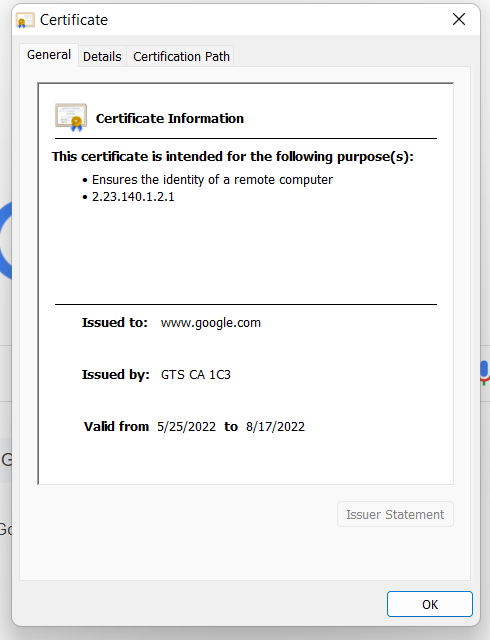 Certificate
General Details Certification Path
Certificate Information
This certificate is intended for the following purpose(s):
• Ensures the identity of a remote computer
• 2.23.140.1.2.1
Issued to: www.google.com
Issued by: GTS CA 1C3
Valid from 5/25/2022 to 8/17/2022
G
Issuer Statement
Go
OK